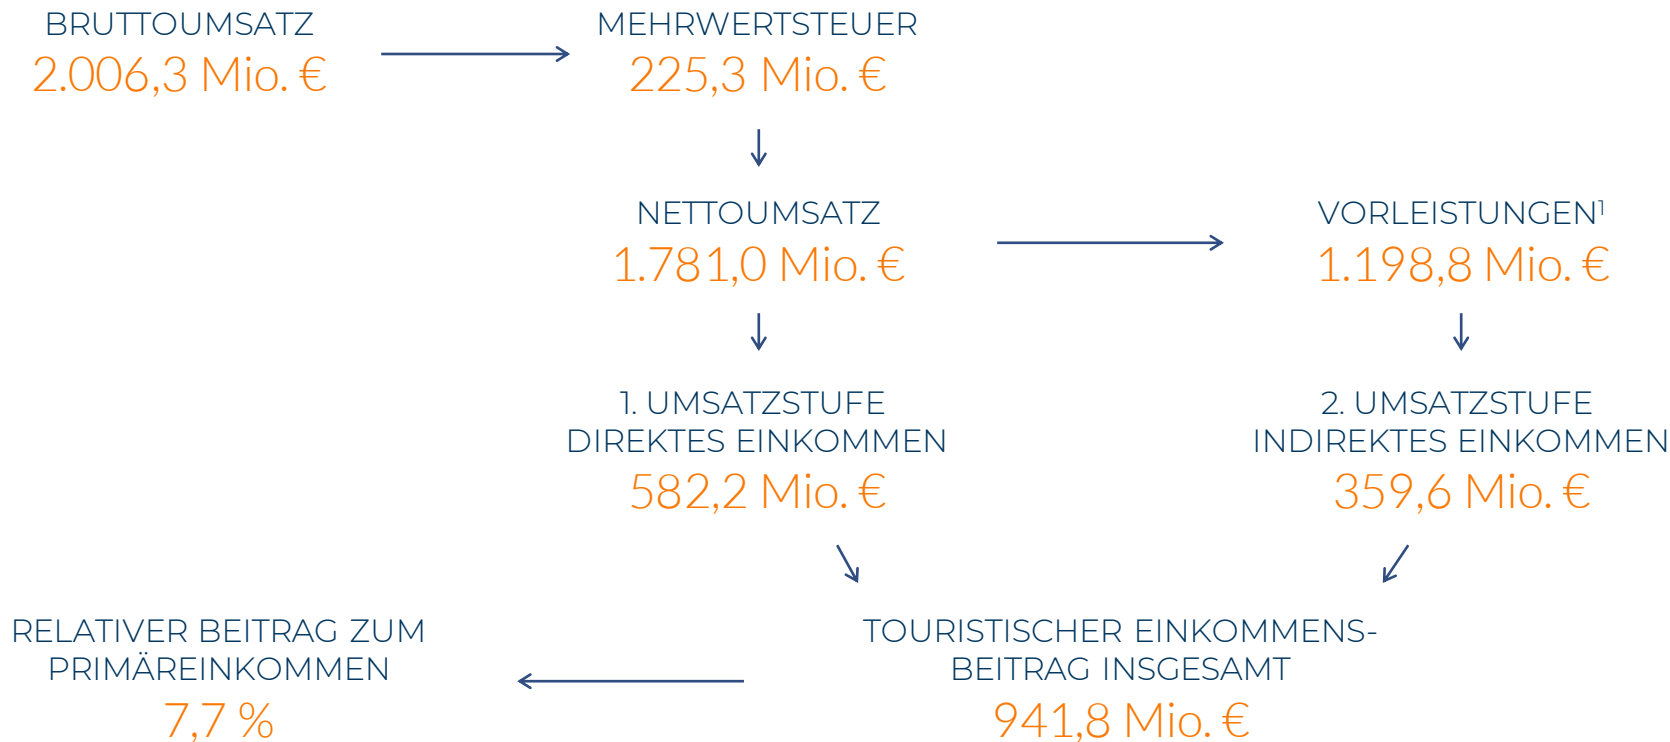 BRUTTOUMSATZ
2.006,3 Mio. €
MEHRWERTSTEUER
225,3 Mio. €
NETTOUMSATZ
1.781,0 Mio. €
VORLEISTUNGEN¹
1.198,8 Mio. €
1. UMSATZSTUFE
DIREKTES EINKOMMEN
582,2 Mio. €
2. UMSATZSTUFE
INDIREKTES EINKOMMEN
359,6 Mio. €
RELATIVER BEITRAG ZUM
PRIMÄREINKOMMEN
7,7 %
TOURISTISCHER EINKOMMENS-
BEITRAG INSGESAMT
941,8 Mio. €